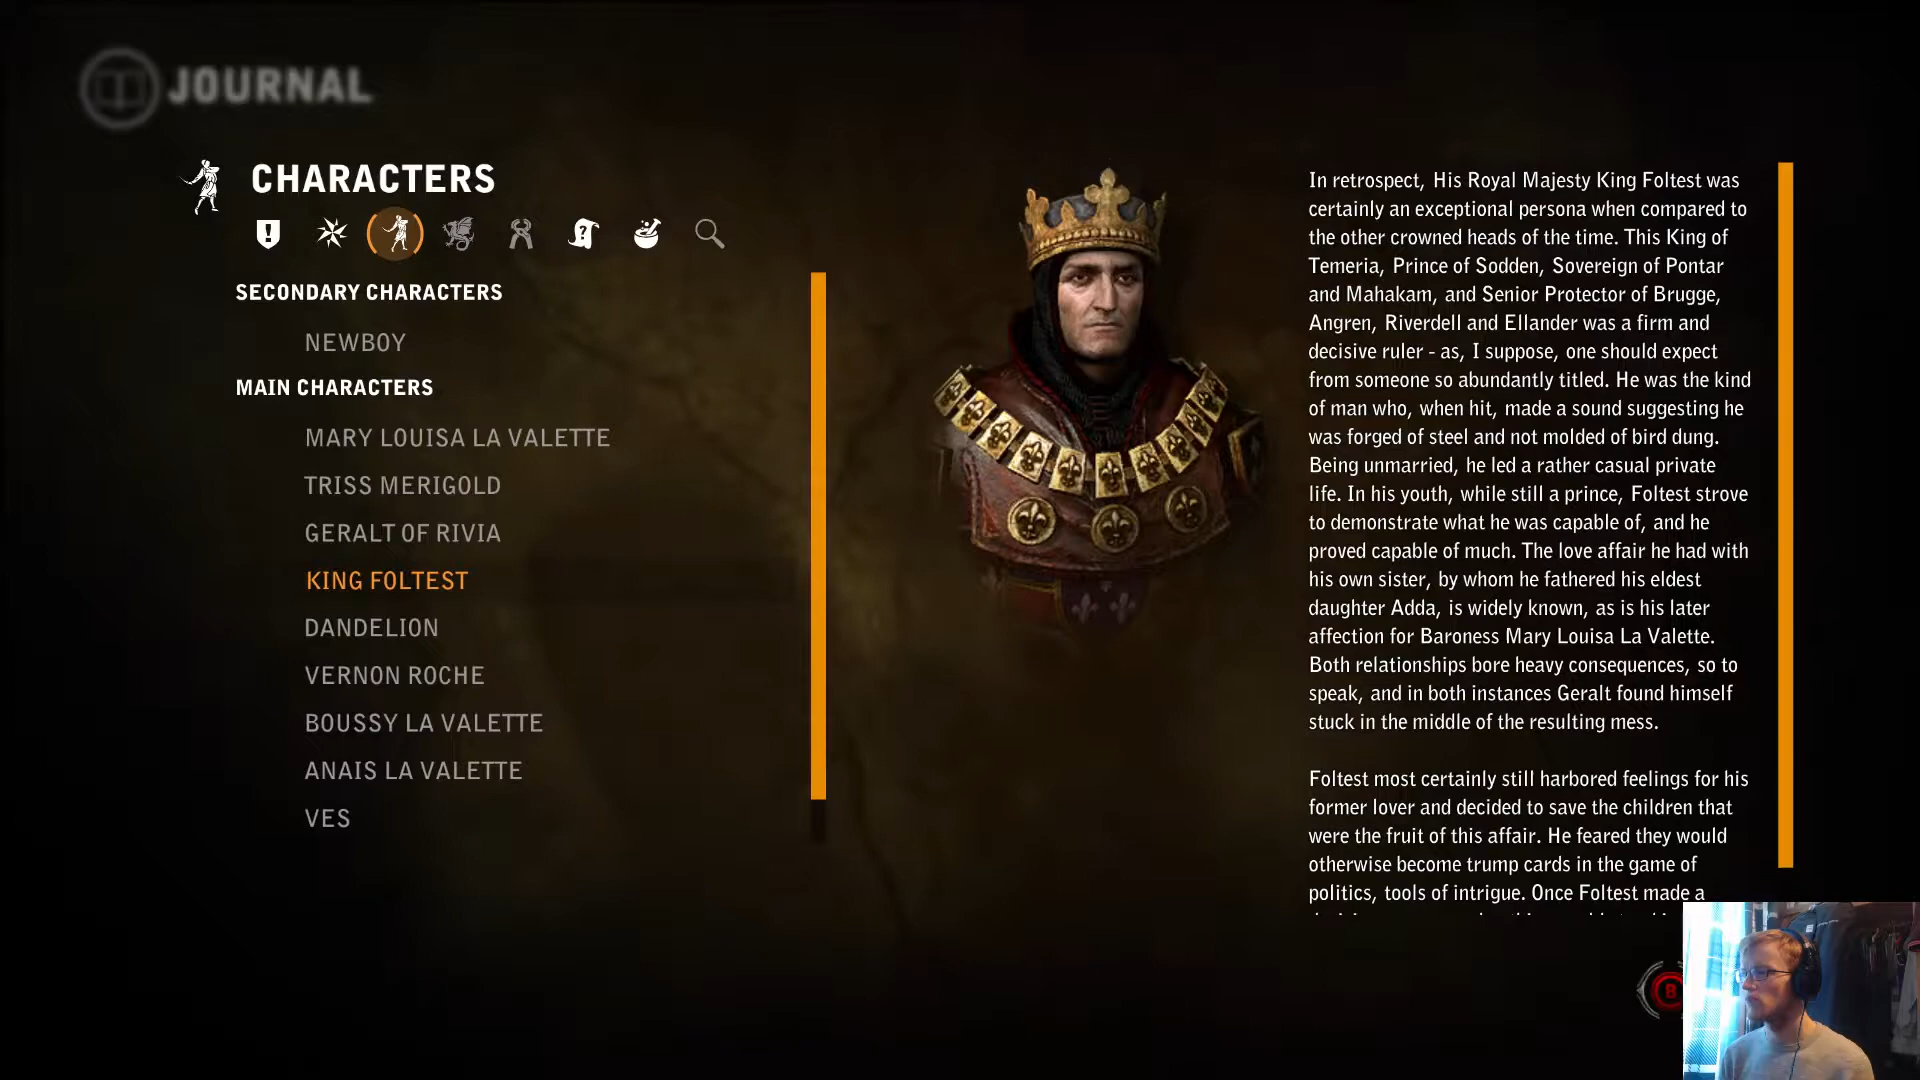 JOURNAL
CHARACTERS
SECONDARY CHARACTERS
NEWBOY
MAIN CHARACTERS
MARY LOUISA LA VALETTE
TRISS MERIGOLD
GERALT OF RIVIA
KING FOLTEST
DANDELION
VERNON ROCHE
BOUSSY LA VALETTE
ANAIS LA VALETTE
VES
In retrospect, His Royal Majesty King Foltest was
certainly an exceptional persona when compared to
the other crowned heads of the time. This King of
Temeria, Prince of Sodden, Sovereign of Pontar
and Mahakam, and Senior Protector of Brugge,
Angren, Riverdell and Ellander was a firm and
decisive ruler - as, I suppose, one should expect
from someone so abundantly titled. He was the kind
of man who, when hit, made a sound suggesting he
was forged of steel and not molded of bird dung.
Being unmarried, he led a rather casual private
life. In his youth, while still a prince, Foltest strove
to demonstrate what he was capable of, and he
proved capable of much. The love affair he had with
his own sister, by whom he fathered his eldest
daughter Adda, is widely known, as is his later
affection for Baroness Mary Louisa La Valette.
Both relationships bore heavy consequences, so to
speak, and in both instances Geralt found himself
stuck in the middle of the resulting mess.
Foltest most certainly still harbored feelings for his
former lover and decided to save the children that
were the fruit of this affair. He feared they would
otherwise become trump cards in the game of
politics, tools of intrigue. Once Foltest made a
B